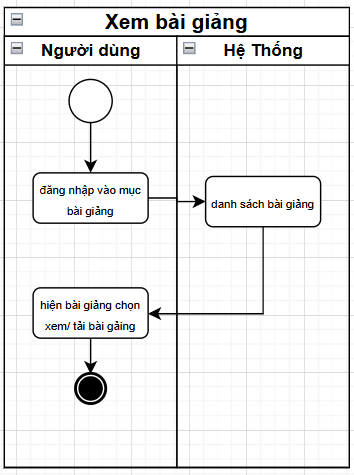 Xem bài giảng
Người dùng
Hệ Thống
đăng nhập vào mục
bài giảng
danh sách bài giảng
hiện bài giảng chọn
xem/ tải bài gảing